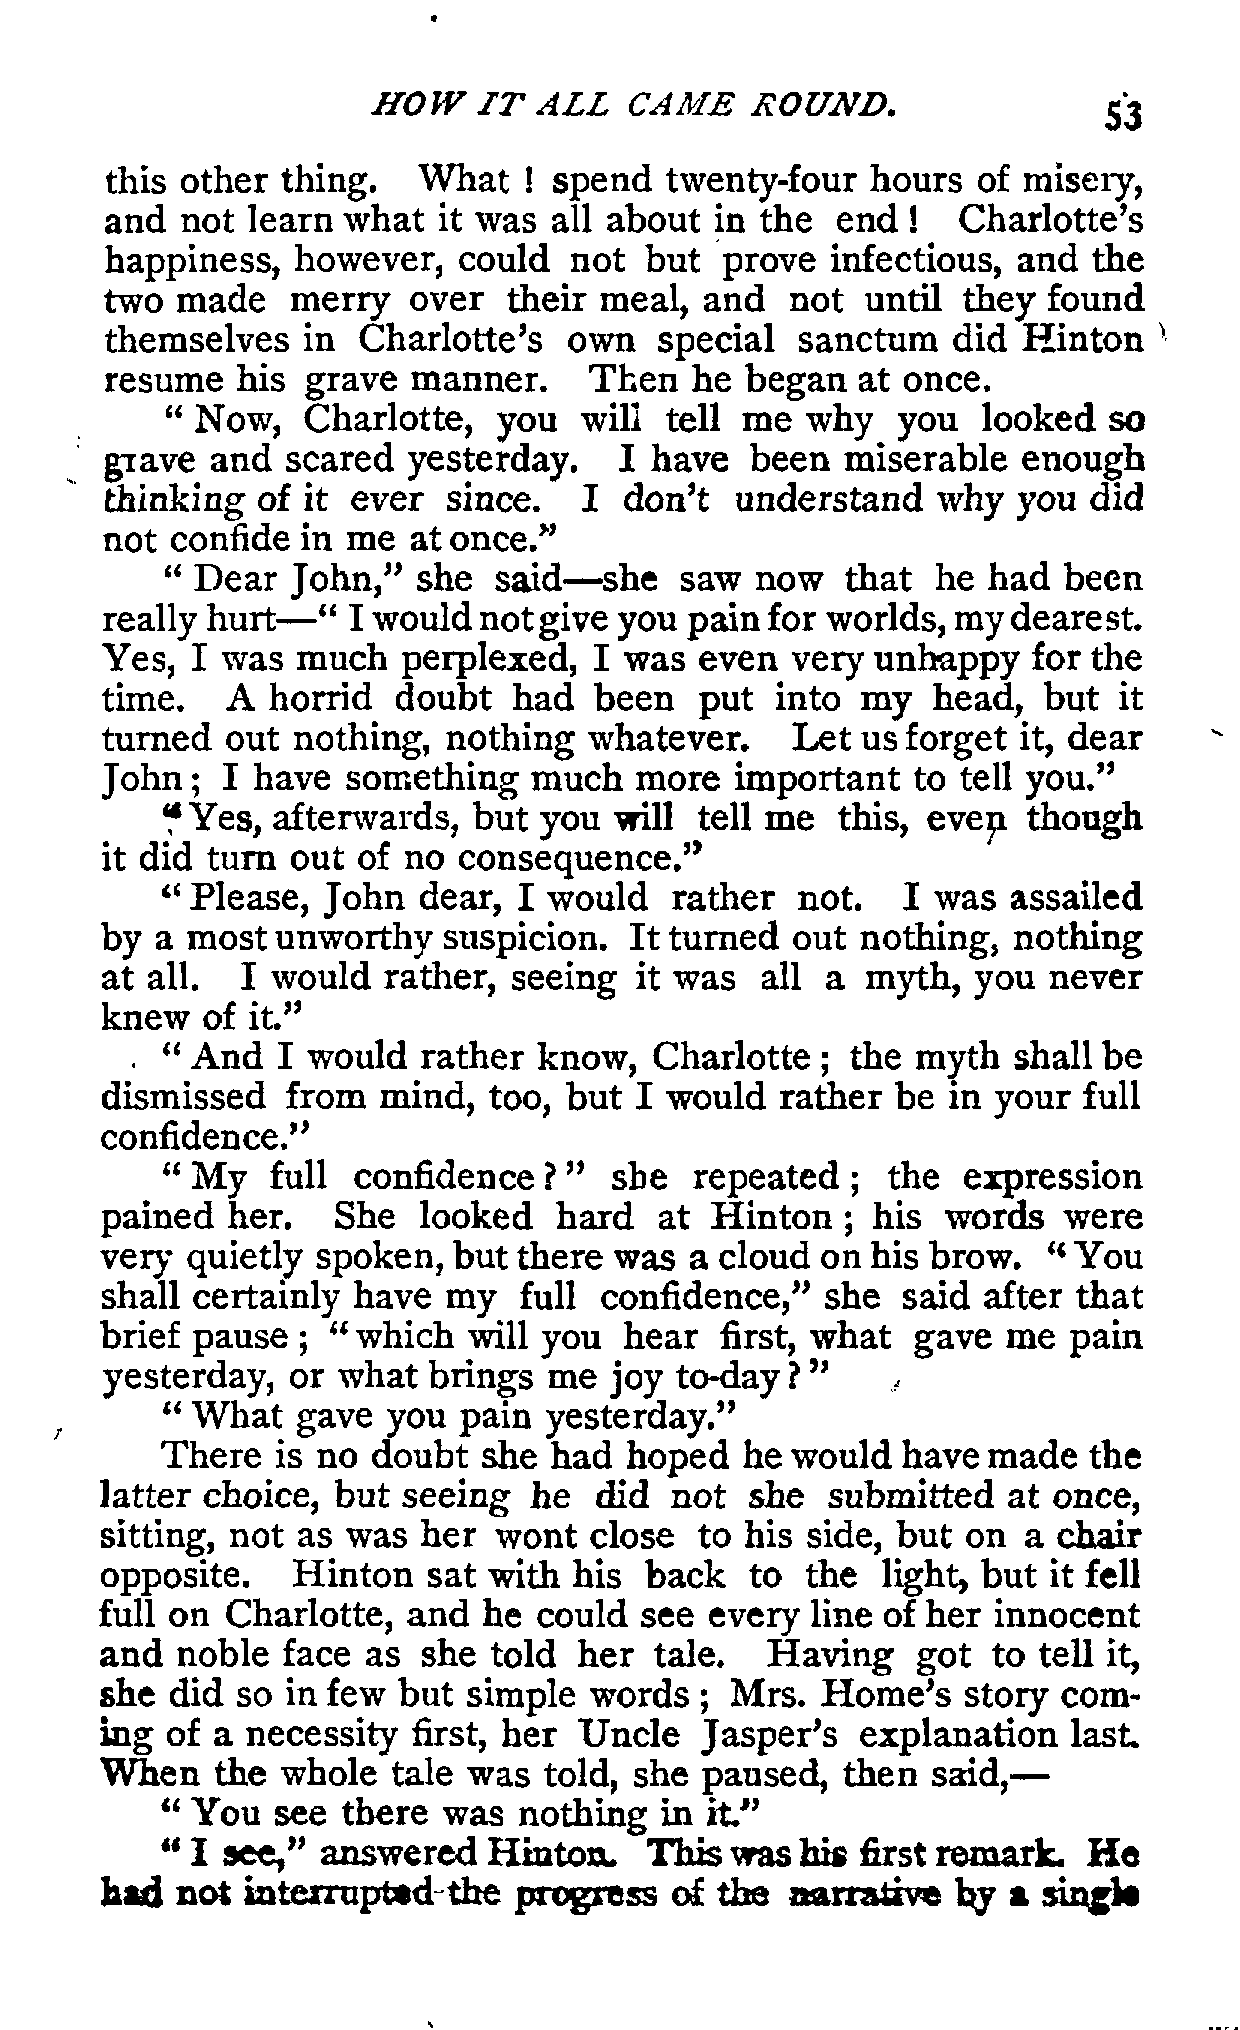 HOW IT ALL CAME ROUND. 53
this other thing. What ! spend twenty-four hours of misery,
and not learn what it was all about in the end ! Charlotte's
happiness, however, could not but prove infectious, and the
two made merry over their meal, and not until they found
themselves in Charlotte's own special sanctum did Hinton
resume his grave manner. Then he began at once.
" Now, Charlotte, you will tell me why you looked so
grave and scared yesterday. I have been miserable enough
thinking of it ever since. I don't understand why you did
not confide in me at once."
" Dear John," she said—she saw now that he had been
really hurt—" I would not give you pain for worlds, my dearest.
Yes, I was much perplexed, I was even very unhappy for the
time. A horrid doubt had been put into my head, but it
turned out nothing, nothing whatever. Let us forget it, dear
John ; I have something much more important to tell you."
" Yes, afterwards, but you will tell me this, even though
it did turn out of no consequence."
" Please, John dear, I would rather not. I was assailed
by a most unworthy suspicion. It turned out nothing, nothing
at all. I would rather, seeing it was all a myth, you never
knew of it."
" And I would rather know, Charlotte ; the myth shall be
dismissed from mind, too, but I would rather be in your full
confidence."
" My full confidence ? " she repeated ; the expression
pained her. She looked hard at Hinton ; his words were
very quietly spoken, but there was a cloud on his brow. " You
shall certainly have my full confidence," she said after that
brief pause ; " which will you hear first, what gave me pain
yesterday, or what brings me joy to-day ? "
" What gave you pain yesterday."
There is no doubt she had hoped he would have made the
latter choice, but seeing he did not she submitted at once,
sitting, not as was her wont close to his side, but on a chair
opposite. Hinton sat with his back to the light, but it fell
full on Charlotte, and he could see every line of her innocent
and noble face as she told her tale. Having got to tell it,
she did so in few but simple words ; Mrs. Home's story com-
ing of a necessity first, her Uncle Jasper's explanation last.
When the whole tale was told, she paused, then said,—
" You see there was nothing in it."
" I see," answered Hinton. This was his first remark. He
had not interrupted the progress of the narrative by a single